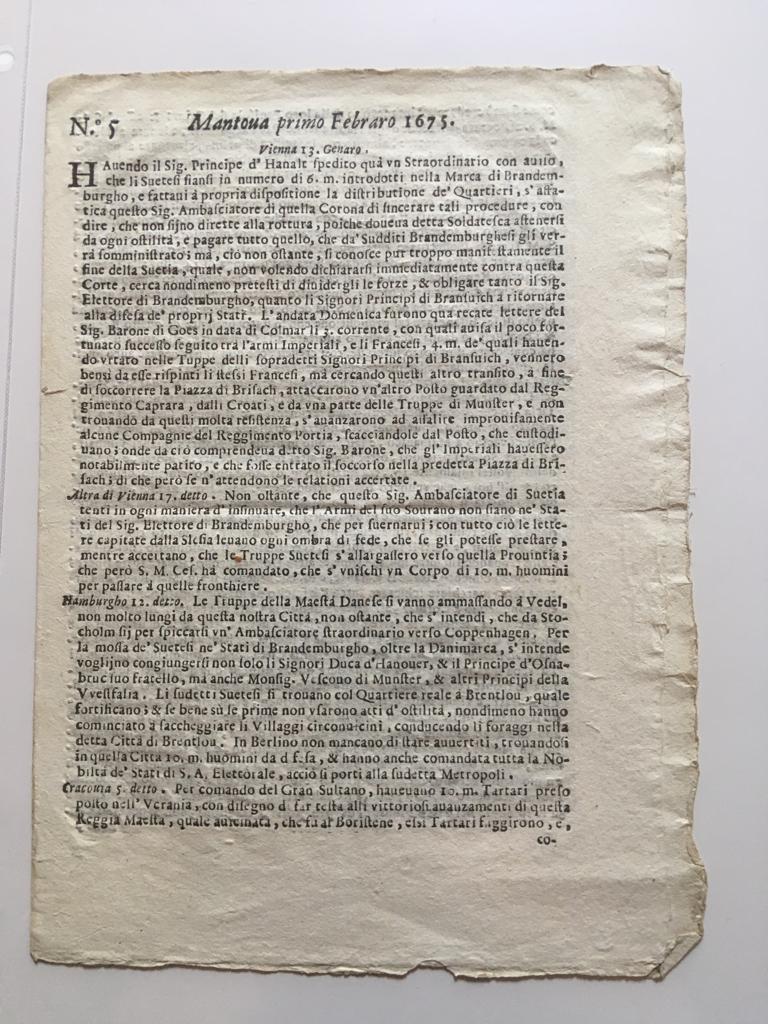 N.° 5 Mantoua primo Febraro 1675.
Vienna 13. Genaro.
HAuendo il Sig. Principe d' Hanalt ſpedito quà vn Straordinario con auiſo,
che li Sueteſi ſianſi in numero di 6. m. introdotti nella Marca di Brandem-
burgho, e fattaui à propria diſpoſitione la diſtributione de' Quartieri, s' affa-
tica queſto Sig. Ambaſciatore di quella Corona di ſincerare tali procedure, con
dire, che non ſijno dirette alla rottura, poiche doueua detta Soldateſca aſtenerſi
da ogni oſtilità, e pagare tutto quello, che da' Sudditi Brandemburgheſi gli ver-
rà ſomminiſtrato; mà, ciò non oſtante, ſi conoſce pur troppo manifeſtamente il
fine della Suetia, quale, non volendo dichiararſi immediatamente contra queſta
Corte, cerca nondimeno preteſti di diuidergli le forze, & obligare tanto il Sig.
Elettore di Brandemburgho, quanto li Signori Principi di Branſuich a ritornare
alla difeſa de' proprij Stati. L'andata Domenica furono qua recate lettere del
Sig. Barone di Goes in data di Colmar li 3. corrente, con quali auiſa il poco for-
tunato ſucceſſo ſeguito trà l'armi Imperiali, e li Franceſi, 4. m. de' quali hauen-
do vrtato nelle Tuppe delli ſopradetti Signori Principi di Branſuich, vennero
bensì da eſſe riſpinti li ſteſſi Franceſi, mà cercando queſti altro tranſito, a fine
di ſoccorrere la Piazza di Briſach, attaccarono vn'altro Poſto guardato dal Reg-
gimento Caprara, dalli Croati, e da vna parte delle Truppe di Munſter, e non
trouando da queſti molta reſiſtenza, s'auanzarono ad aſſalire improuiſamente
alcune Compagnie del Reggimento Portia, ſcacciandole dal Poſto, che cuſtodi-
uano; onde da ciò comprendeua detto Sig. Barone, che gl' Imperiali haueſſero
notabilmente patito, e che foſſe entrato il ſoccorſo nella predetta Piazza di Bri-
ſach; di che però ſe n'attendono le relationi accertate.
Altra di Vienna 17. detto. Non oſtante, che queſto Sig. Ambaſciatore di Suetia
tenti in ogni maniera d' inſinuare, che l' Armi del ſuo Sourano non ſiano ne' Sta-
ti del Sig. Elettore di Brandemburgho, che per ſuernarui; con tutto ciò le lette-
re capitate dalla Sleſia leuano ogni ombra di fede, che ſe gli poteſſe preſtare,
mentre accertano, che le Truppe Sueteſi s' allargaſſero verſo quella Prouintia;
che però S. M. Ceſ. hà comandato, che s' vniſchi vn Corpo di 10. m. huomini
per paſſare à quelle fronthiere.
Hamburgho 12. detto. Le Truppe della Maeſtà Daneſe ſi vanno ammaſſando à Vedel,
non molto lungi da queſta noſtra Città, non oſtante, che s' intendi, che da Sto-
cholm ſij per ſpiccarſi vn' Ambaſciatore ſtraordinario verſo Coppenhagen. Per
la moſſa de' Sueteſi ne' Stati di Brandemburgho, oltre la Danimarca, s' intende
voglijno congiungerſi non ſolo li Signori Duca d'Hanouer, & il Principe d'Oſna-
bruc ſuo fratello, mà anche Monſig. Veſcouo di Munſter, & altri Principi della
Vveſtfalia. Li ſudetti Sueteſi ſi trouano col Quartiere reale à Brentlou, quale
fortificano; & ſe bene sù le prime non vſarono atti d' oſtilità, nondimeno hanno
cominciato à ſaccheggiare li Villaggi circonuicini, conducendo li foraggi nella
detta Città di Brentlou. In Berlino non mancano di ſtare auuertiti, trouandoſi
in quella Città 10. m. huomini da difeſa, & hanno anche comandata tutta la No-
biltà de' Stati di S. A. Elettorale, acciò ſi porti alla ſudetta Metropoli.
Cracouia 5. detto. Per comando del Gran Sultano, haueuano 10. m. Tartari preſo
poſto nell' Vcrania, con diſegno di far teſta alli vittorioſi auanzamenti di queſta
Reggia Maeſtà, quale auicinata, che fù al Boriſtene, eſsi Tartari fuggirono, e,
co-